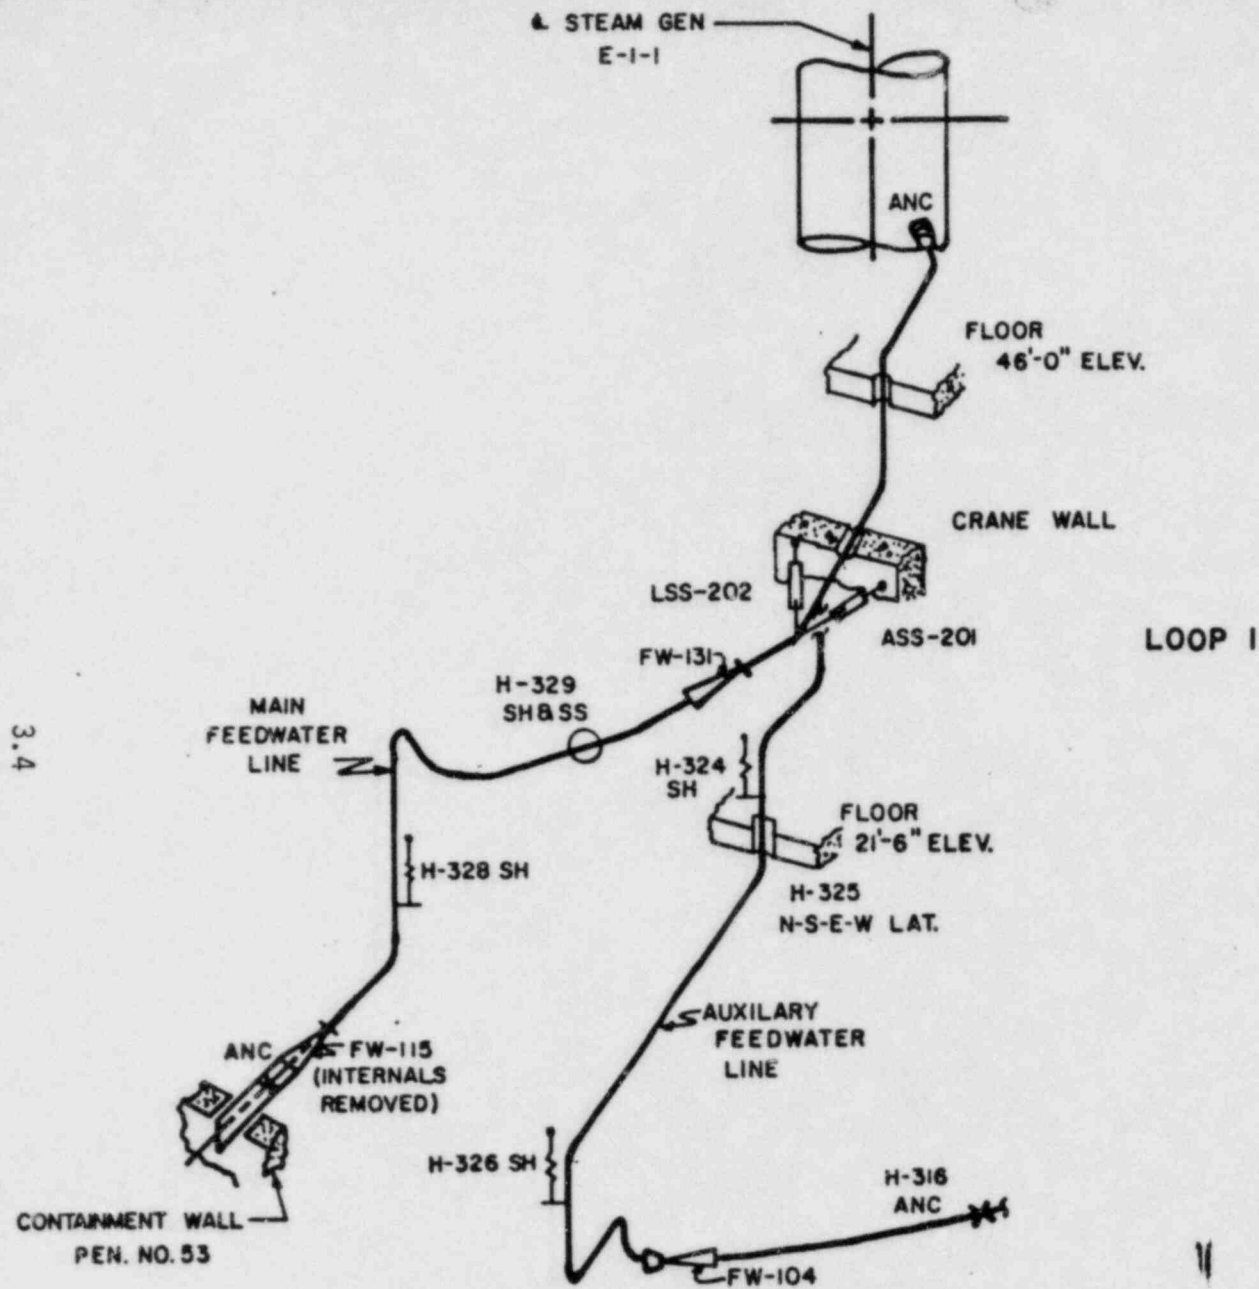 ℄ STEAM GEN
E-1-1
ANC
FLOOR
46'-0" ELEV.
CRANE WALL
LSS-202
ASS-201
LOOP 1
FW-131
H-329
SH&SS
MAIN
FEEDWATER
LINE
H-324
SH
FLOOR
21'-6" ELEV.
H-328 SH
H-325
N-S-E-W LAT.
3.4
AUXILARY
FEEDWATER
LINE
ANC
FW-115
(INTERNALS
REMOVED)
H-326 SH
H-316
ANC
CONTAINMENT WALL
PEN. NO. 53
FW-104